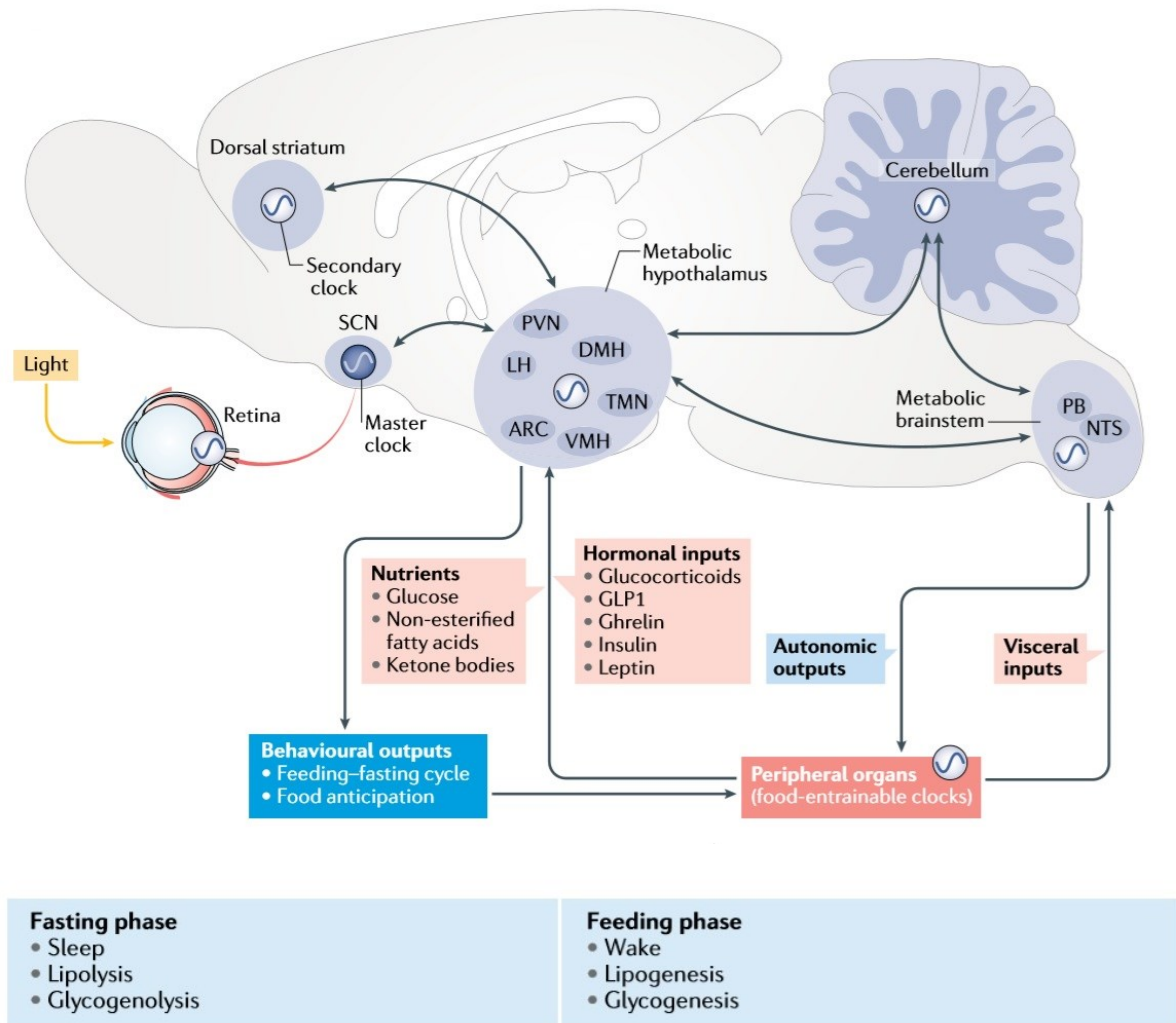 Dorsal striatum
Cerebellum
Secondary
clock
Metabolic
hypothalamus
SCN
PVN
DMH
LH
TMN
ARC
VMH
Light
Retina
Master
clock
Metabolic
brainstem
PB
NTS
Nutrients
• Glucose
• Non-esterified
fatty acids
• Ketone bodies
Hormonal inputs
• Glucocorticoids
• GLP1
• Ghrelin
• Insulin
• Leptin
Autonomic
outputs
Visceral
inputs
Behavioural outputs
• Feeding–fasting cycle
• Food anticipation
Peripheral organs
(food-entrainable clocks)
Fasting phase
• Sleep
• Lipolysis
• Glycogenolysis
Feeding phase
• Wake
• Lipogenesis
• Glycogenesis